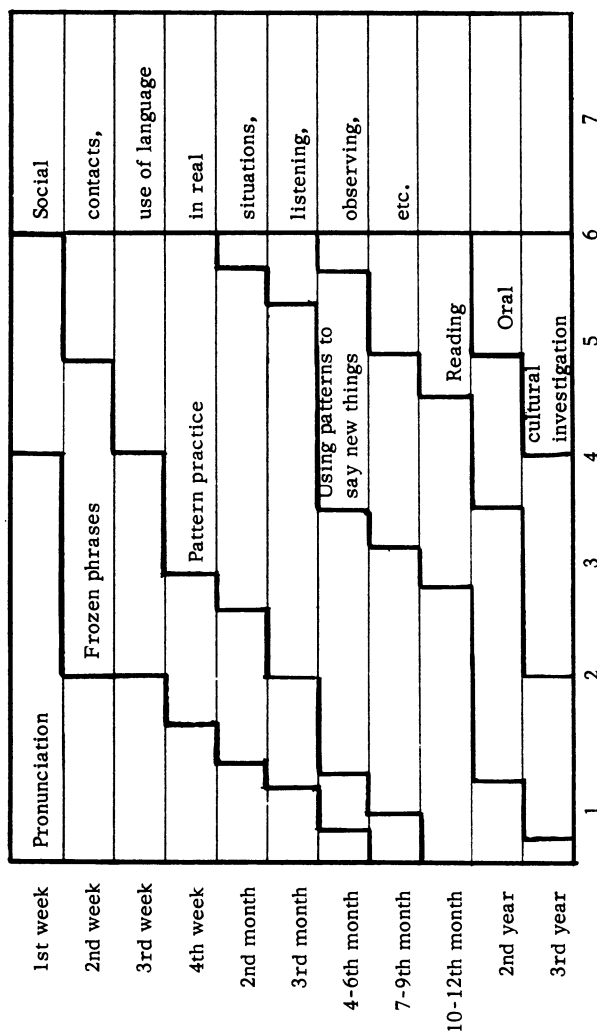 1st week
Pronunciation
Social
2nd week
Frozen phrases
contacts,
3rd week
use of language
4th week
Pattern practice
in real
2nd month
situations,
3rd month
listening,
4-6th month
Using patterns to
say new things
observing,
7-9th month
etc.
10-12th month
Reading
2nd year
Oral
3rd year
cultural
investigation
1 2 3 4 5 6 7